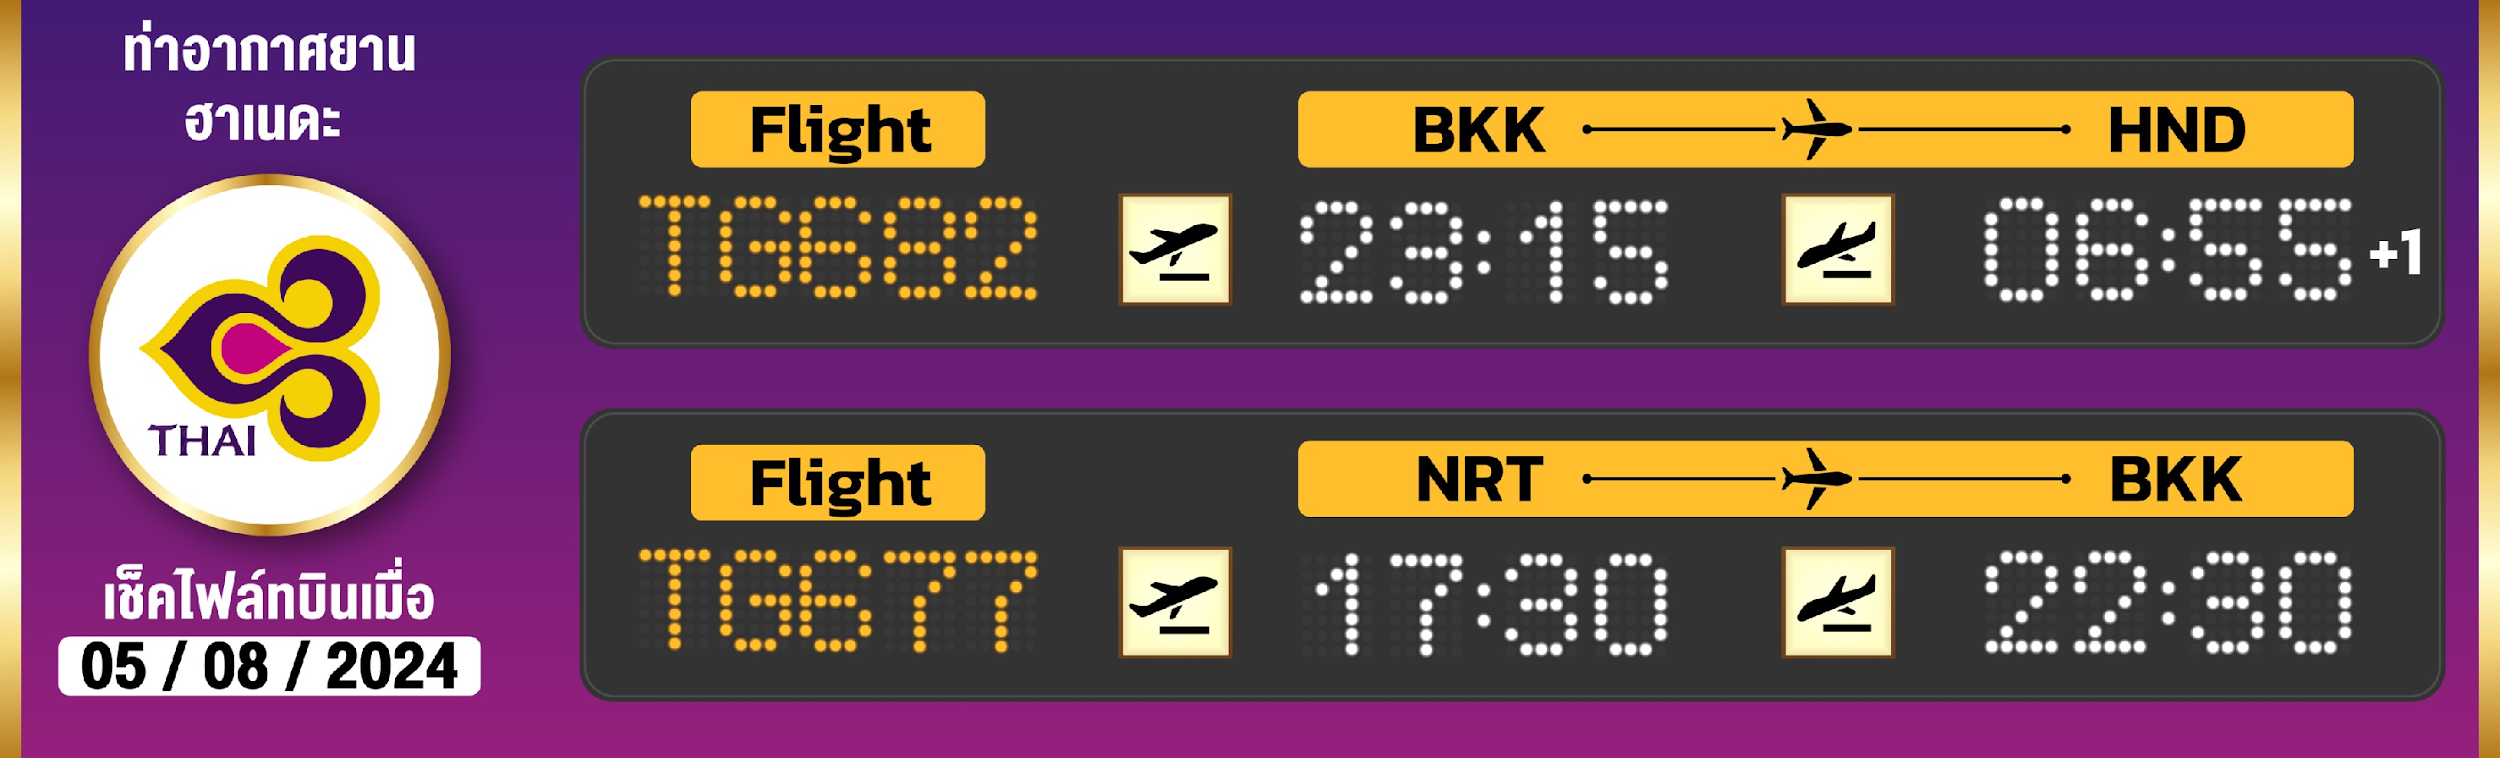 ท่าอากาศยาน
ฮาเนดะ
THAI
เช็คไฟล์ทบินเมื่อ
05 / 08 / 2024
Flight
BKK HND
TG682 23:15 06:55 +1
Flight
NRT BKK
TG677 17:30 22:30